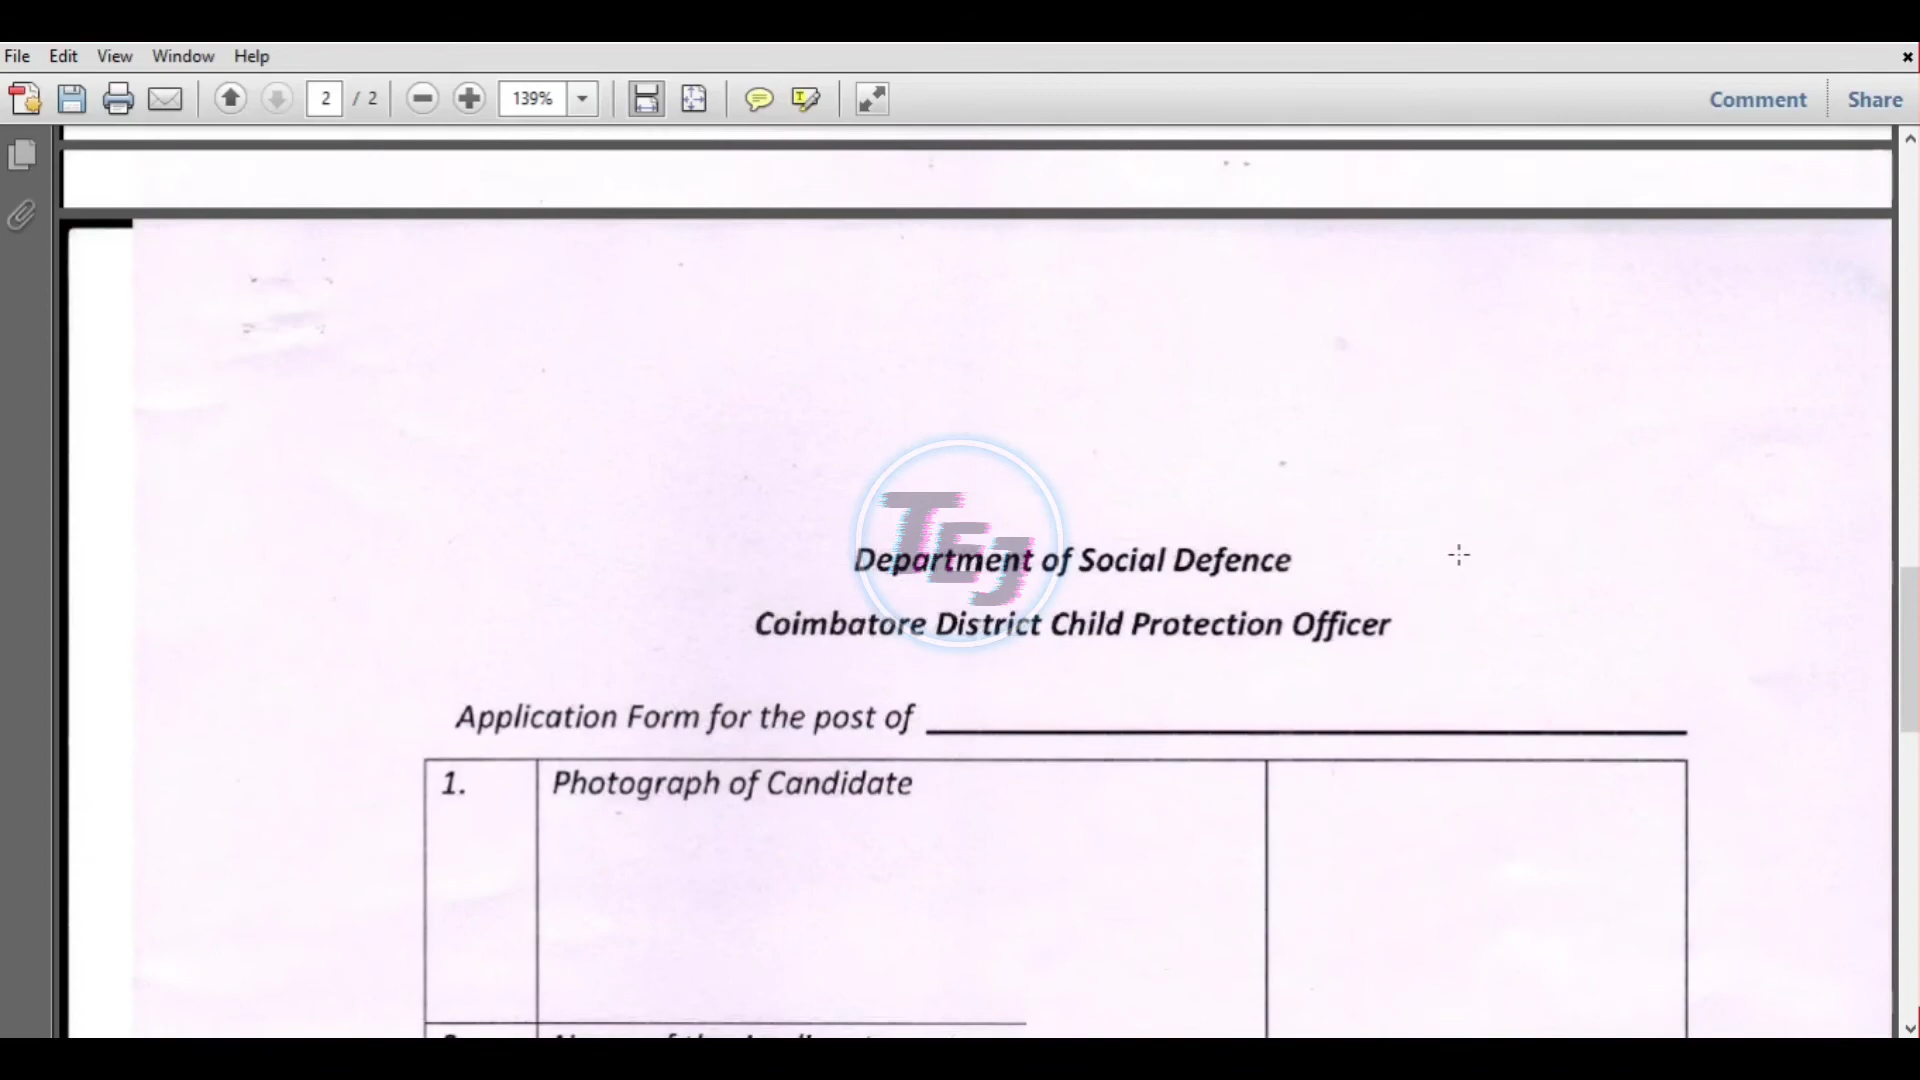 File Edit View Window Help
2 / 2 139% Comment Share
TEJ
Department of Social Defence
Coimbatore District Child Protection Officer
Application Form for the post of
1. Photograph of Candidate